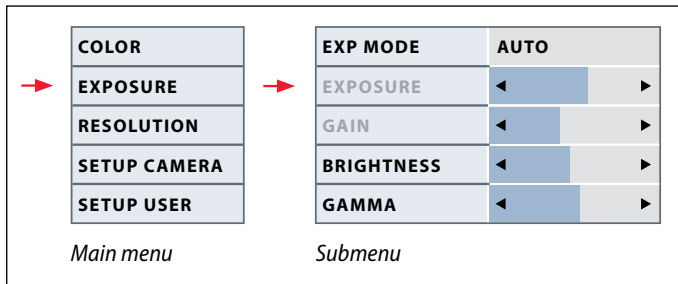 COLOR
EXPOSURE
RESOLUTION
SETUP CAMERA
SETUP USER
Main menu
EXP MODE AUTO
EXPOSURE
GAIN
BRIGHTNESS
GAMMA
Submenu